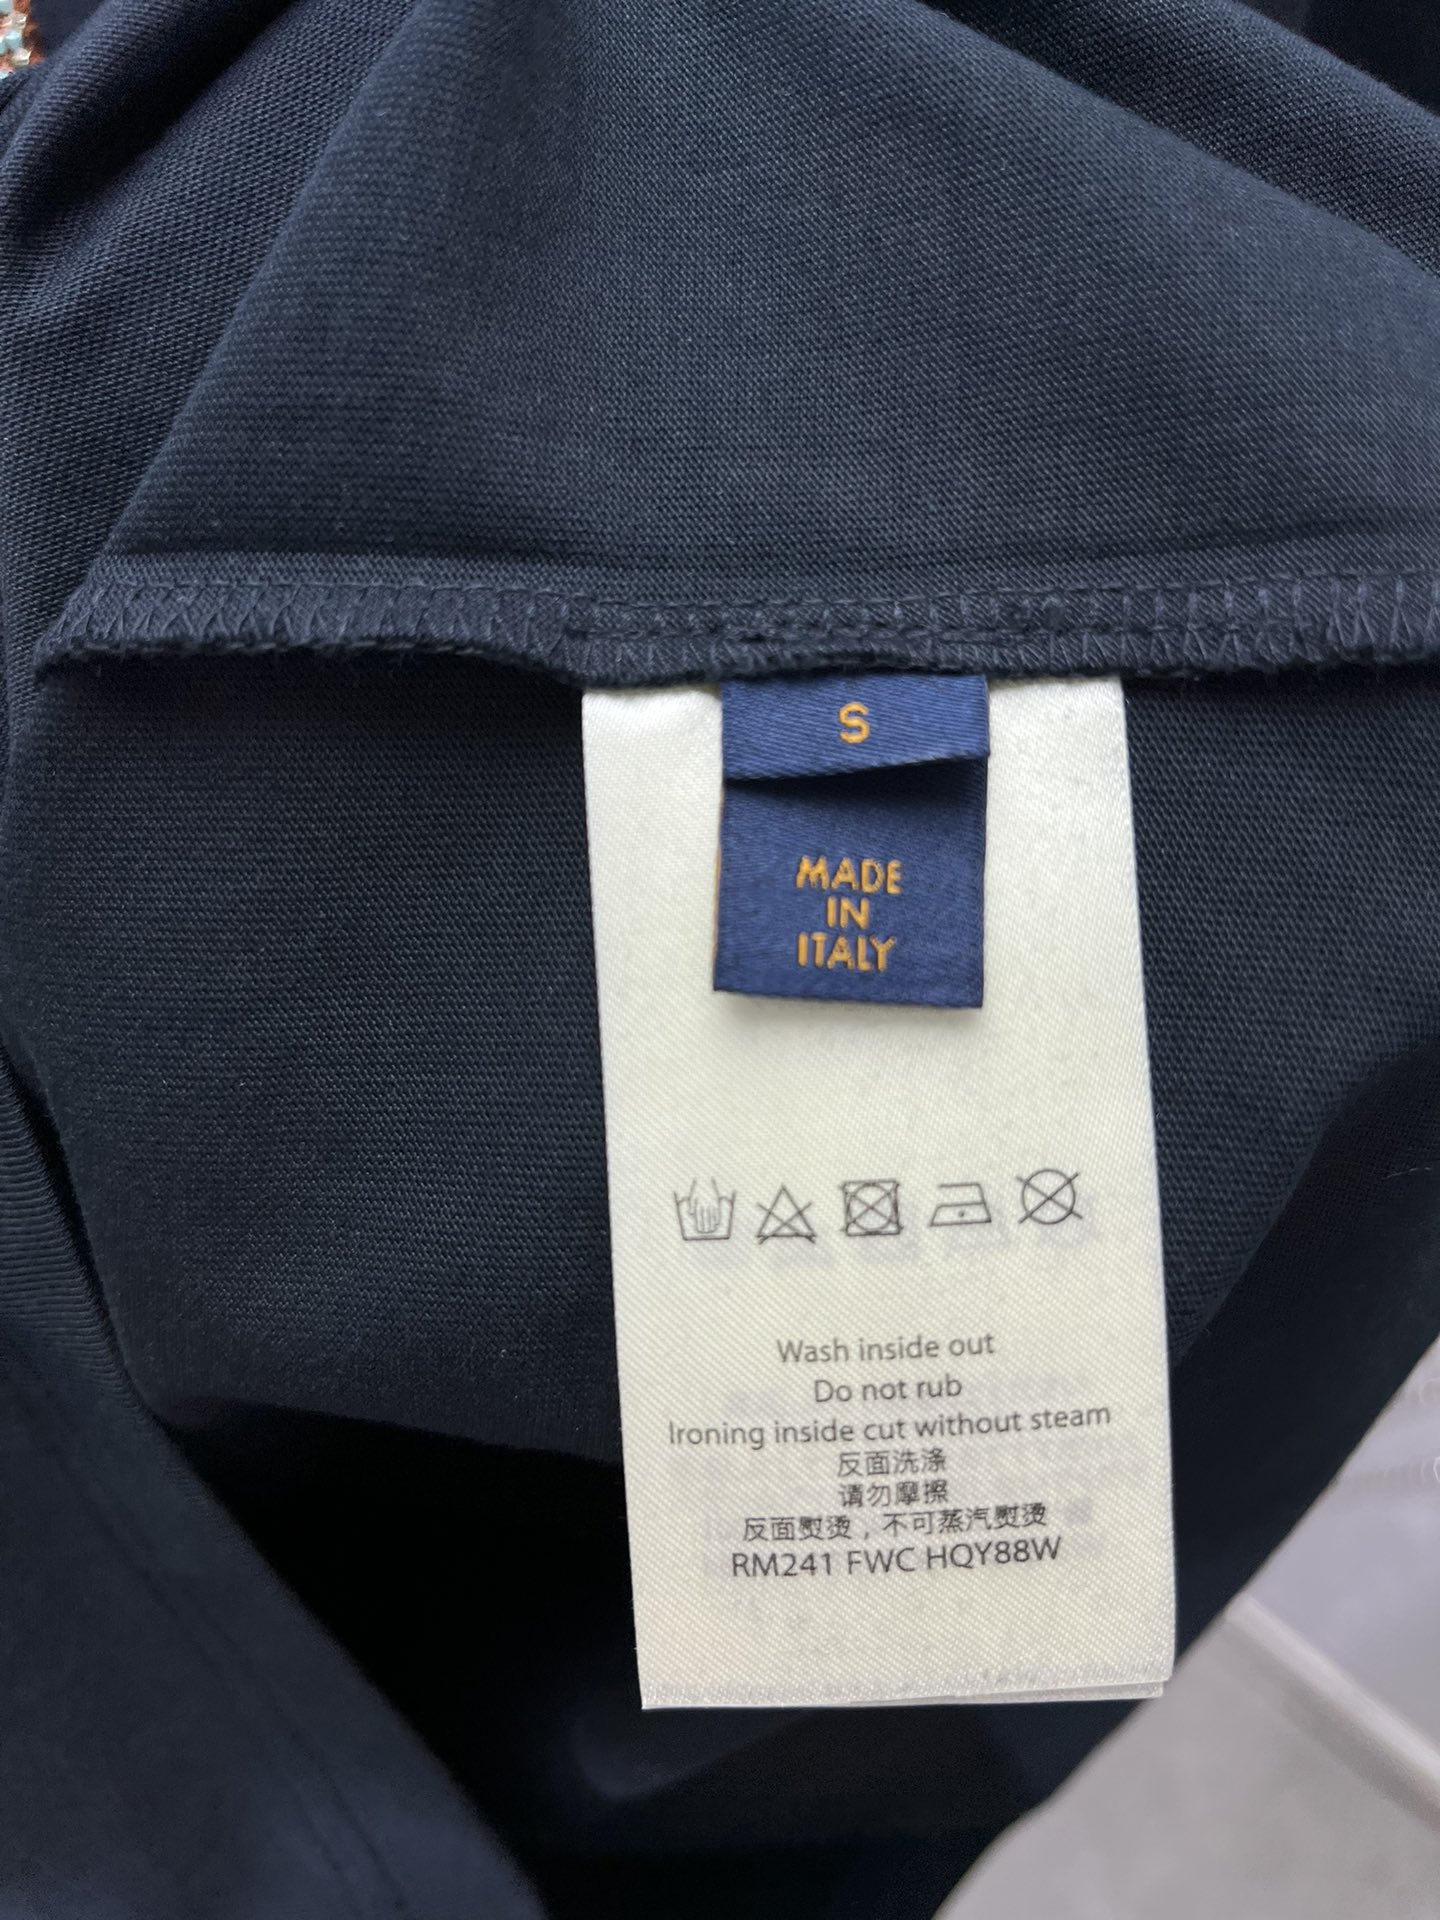 S
MADE
IN
ITALY
Wash inside out
Do not rub
Ironing inside cut without steam
反面洗涤
请勿摩擦
反面熨烫，不可蒸汽熨烫
RM241 FWC HQY88W